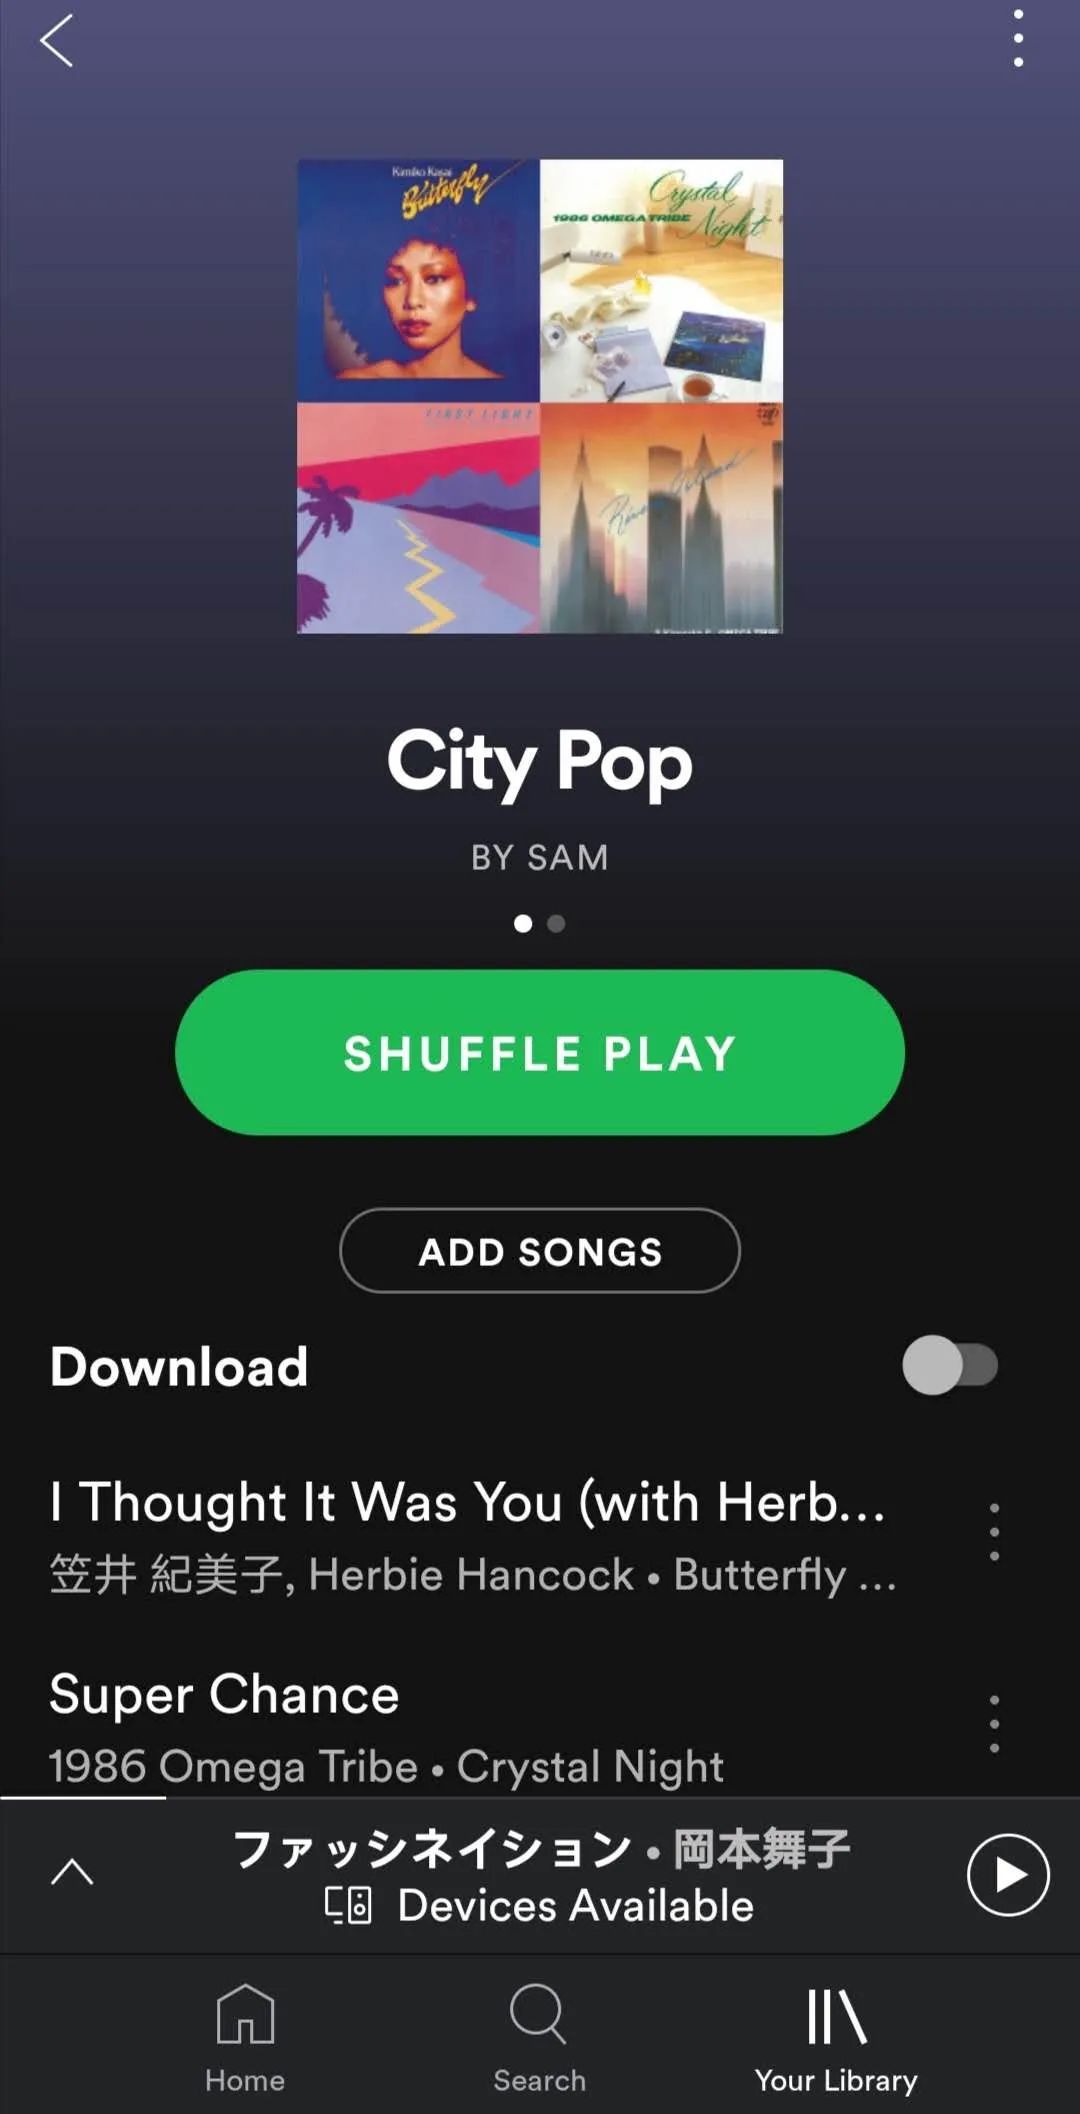 Kimiko Kasai
Butterfly
Crystal
1986 OMEGA TRIBE
Night
FIRST LIGHT
River Island
City Pop
BY SAM
SHUFFLE PLAY
ADD SONGS
Download
I Thought It Was You (with Herb...
笠井 紀美子, Herbie Hancock • Butterfly ...
Super Chance
1986 Omega Tribe • Crystal Night
ファッシネイション • 岡本舞子
Devices Available
Home
Search
Your Library